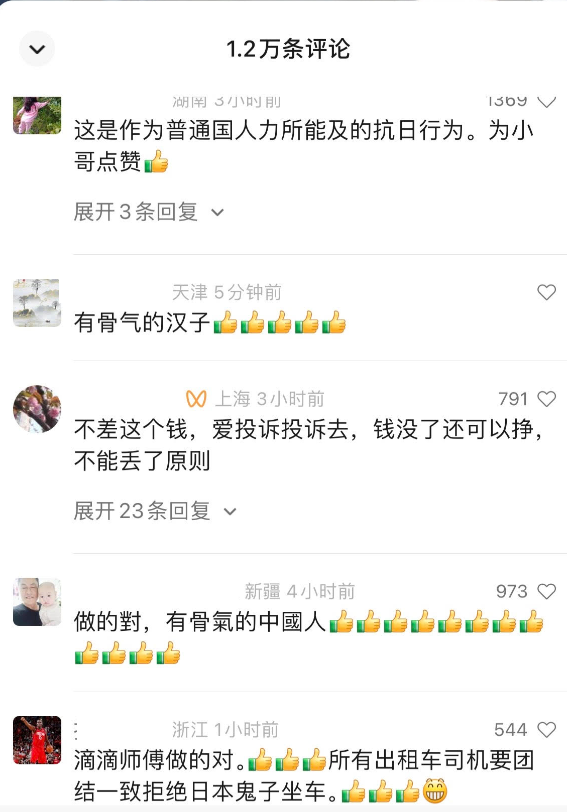 1.2万条评论
湖南 3小时前 1369
这是作为普通国人力所能及的抗日行为。为小
哥点赞👍
展开3条回复
天津 5分钟前
有骨气的汉子👍👍👍👍👍
上海 3小时前 791
不差这个钱，爱投诉投诉去，钱没了还可以挣，
不能丢了原则
展开23条回复
新疆 4小时前 973
做的對，有骨氣的中國人👍👍👍👍👍👍👍👍
👍👍👍👍
浙江 1小时前 544
滴滴师傅做的对。👍👍👍所有出租车司机要团
结一致拒绝日本鬼子坐车。👍👍👍😁